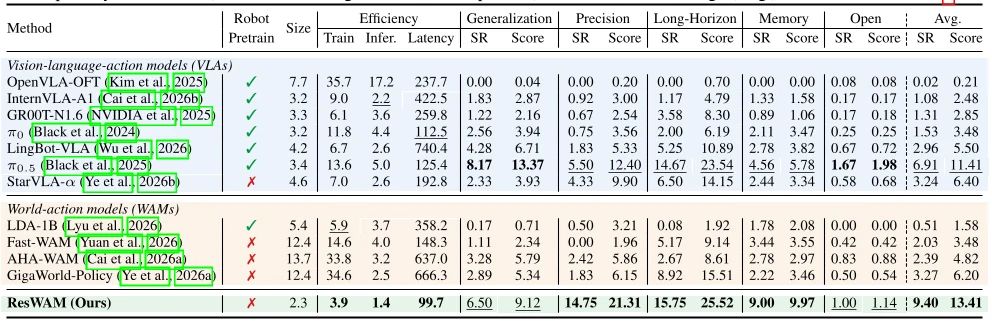 Method Robot Pretrain Size Efficiency Generalization Precision Long-Horizon Memory Open Avg.
Train Infer. Latency SR Score SR Score SR Score SR Score SR Score SR Score
Vision-language-action models (VLAs)
OpenVLA-OFT (Kim et al., 2025) ✓ 7.7 35.7 17.2 237.7 0.00 0.04 0.00 0.20 0.00 0.70 0.00 0.00 0.08 0.08 0.02 0.21
InternVLA-A1 (Cai et al., 2026b) ✓ 3.2 9.0 2.2 422.5 1.83 2.87 0.92 3.00 1.17 4.79 1.33 1.58 0.17 0.17 1.08 2.48
GR00T-N1.6 (NVIDIA et al., 2025) ✓ 3.3 6.1 3.6 259.8 1.22 2.16 0.67 2.54 3.58 8.30 0.89 1.06 0.17 0.18 1.31 2.85
π0 (Black et al., 2024) ✓ 3.2 11.8 4.4 112.5 2.56 3.94 0.75 3.56 2.00 6.19 2.11 3.47 0.25 0.25 1.53 3.48
LingBot-VLA (Wu et al., 2026) ✓ 4.2 6.7 2.6 740.4 4.28 6.71 1.83 5.33 5.25 10.89 2.78 3.82 0.67 0.72 2.96 5.50
π0.5 (Black et al., 2025) ✓ 3.4 13.6 5.0 125.4 8.17 13.37 5.50 12.40 14.67 23.54 4.56 5.78 1.67 1.98 6.91 11.41
StarVLA-α (Ye et al., 2026b) ✗ 4.6 7.0 2.6 192.8 2.33 3.93 4.33 9.90 6.50 14.15 2.44 3.34 0.58 0.68 3.24 6.40
World-action models (WAMs)
LDA-1B (Lyu et al., 2026) ✓ 5.4 5.9 3.7 358.2 0.17 0.71 0.50 3.21 0.08 1.92 1.78 2.08 0.00 0.00 0.51 1.58
Fast-WAM (Yuan et al., 2026) ✗ 12.4 14.6 4.0 148.3 1.11 2.34 0.00 1.96 5.17 9.14 3.44 3.55 0.42 0.42 2.03 3.48
AHA-WAM (Cai et al., 2026a) ✗ 13.7 33.8 3.2 637.0 3.28 5.79 2.42 5.86 2.67 8.61 2.78 2.97 0.83 0.88 2.39 4.82
GigaWorld-Policy (Ye et al., 2026a) ✗ 12.4 34.6 2.5 666.3 2.89 5.34 1.83 6.15 8.92 15.51 2.22 3.46 0.50 0.54 3.27 6.20
ResWAM (Ours) ✗ 2.3 3.9 1.4 99.7 6.50 9.12 14.75 21.31 15.75 25.52 9.00 9.97 1.00 1.14 9.40 13.41